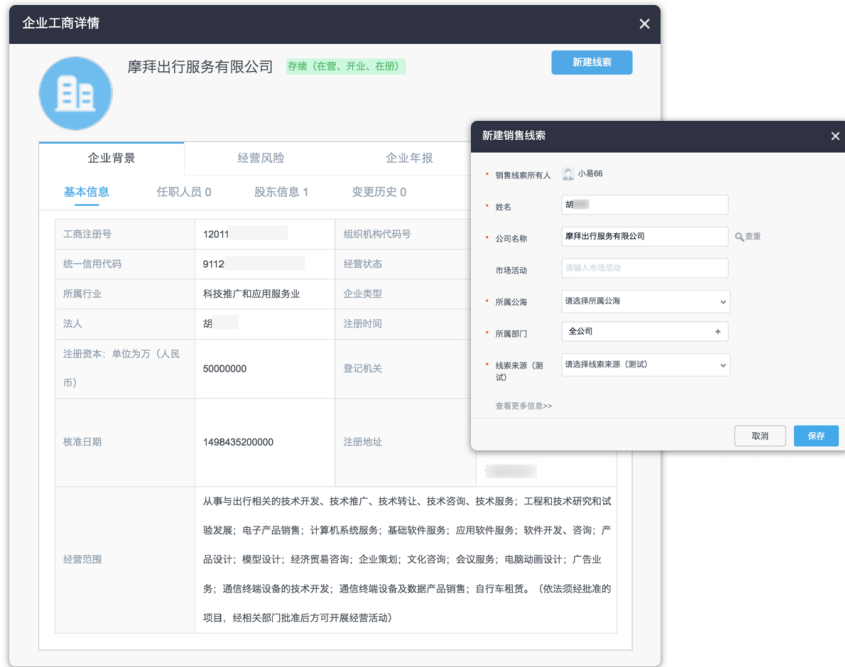 企业工商详情
摩拜出行服务有限公司
存续（在营、开业、在册）
新建线索
企业背景
经营风险
企业年报
基本信息
任职人员 0
股东信息 1
变更历史 0
工商注册号
12011
组织机构代码号
统一信用代码
9112
经营状态
所属行业
科技推广和应用服务业
企业类型
法人
胡
注册时间
注册资本：单位为万（人民
币）
50000000
登记机关
核准日期
1498435200000
注册地址
经营范围
从事与出行相关的技术开发、技术推广、技术转让、技术咨询、技术服务；工程和技术研究和试
验发展；电子产品销售；计算机系统服务；基础软件服务；应用软件服务；软件开发、咨询；产
品设计；模型设计；经济贸易咨询；企业策划；文化咨询；会议服务；电脑动画设计；广告业
务；通信终端设备的技术开发；通信终端设备及数据产品销售；自行车租赁。（依法须经批准的
项目，经相关部门批准后方可开展经营活动）
新建销售线索
销售线索所有人
小易66
姓名
胡
公司名称
摩拜出行服务有限公司
查重
市场活动
请输入市场活动
所属公海
请选择所属公海
所属部门
全公司
线索来源（测
试）
请选择线索来源（测试）
查看更多信息>>
取消
保存